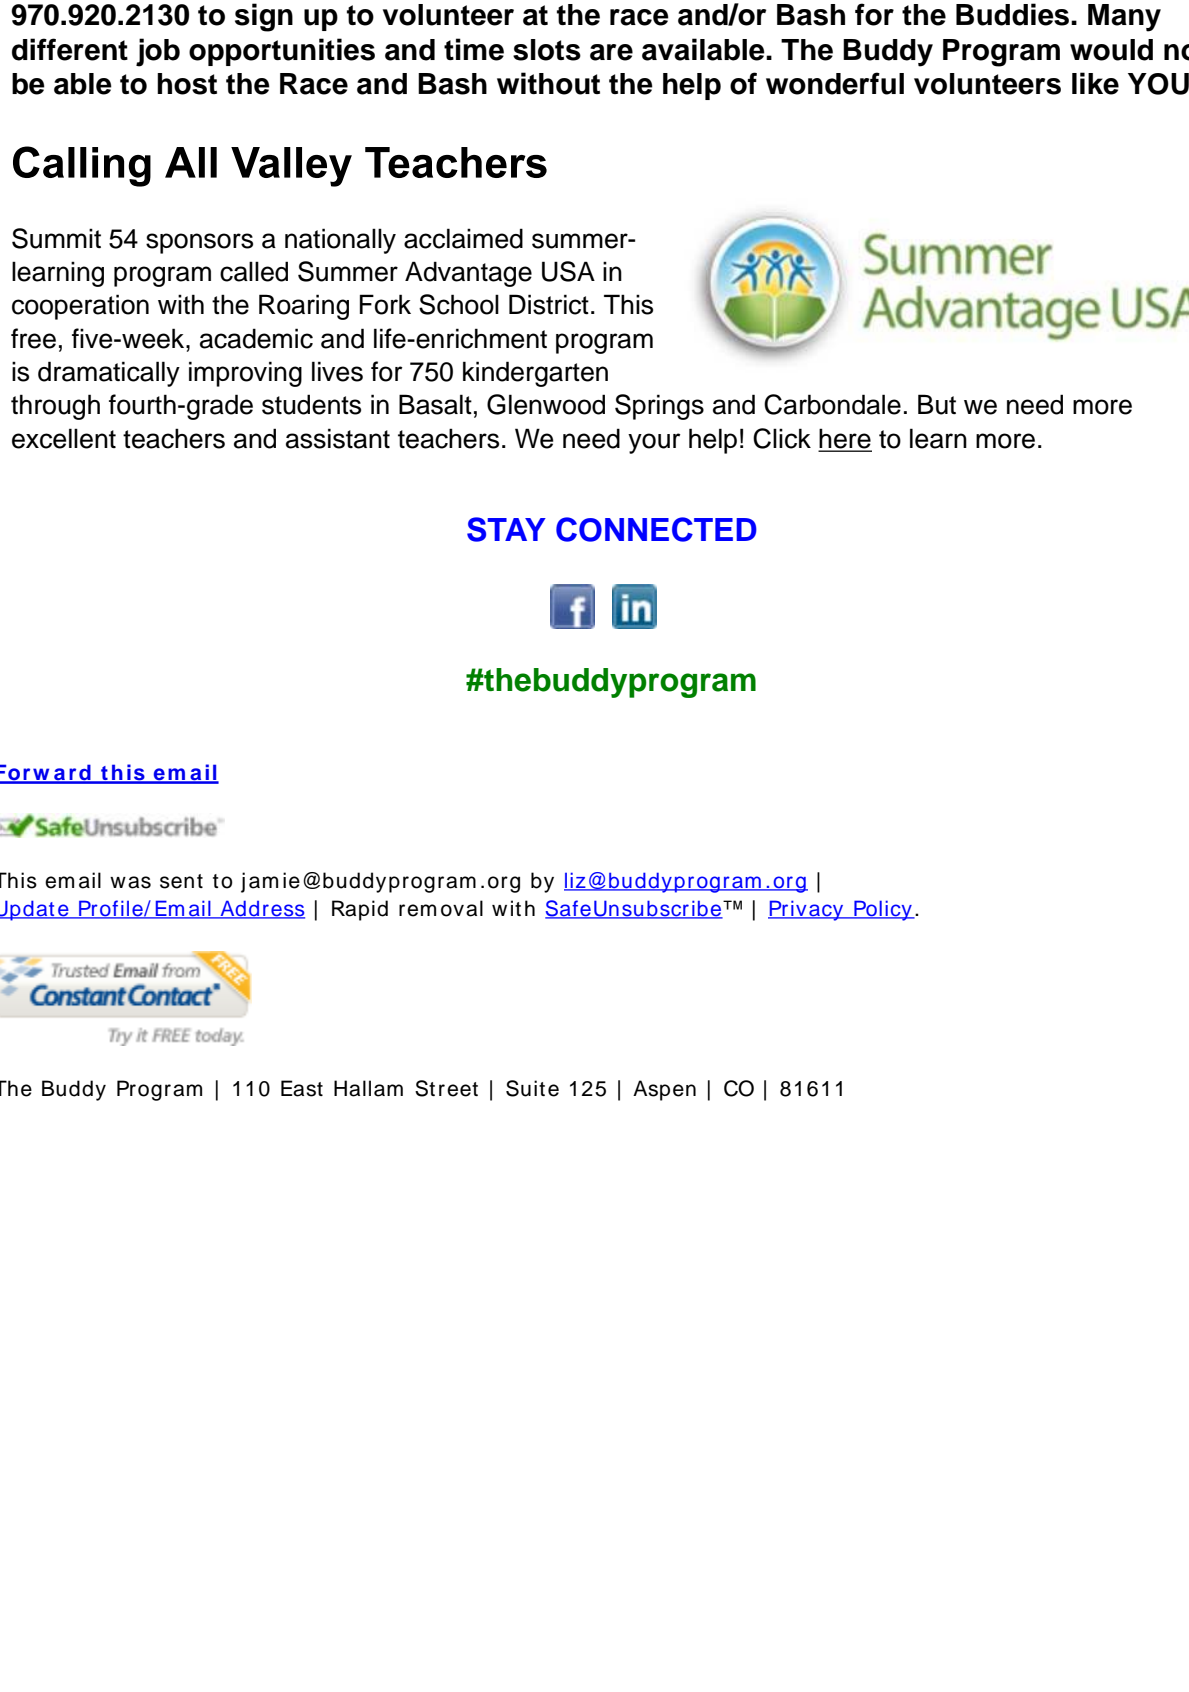 970.920.2130 to sign up to volunteer at the race and/or Bash for the Buddies. Many
different job opportunities and time slots are available. The Buddy Program would no
be able to host the Race and Bash without the help of wonderful volunteers like YOU
Calling All Valley Teachers
Summit 54 sponsors a nationally acclaimed summer-
learning program called Summer Advantage USA in
cooperation with the Roaring Fork School District. This
free, five-week, academic and life-enrichment program
is dramatically improving lives for 750 kindergarten
through fourth-grade students in Basalt, Glenwood Springs and Carbondale. But we need more
excellent teachers and assistant teachers. We need your help! Click here to learn more.
Summer
Advantage USA
STAY CONNECTED
f in
#thebuddyprogram
Forward this email
SafeUnsubscribe™
This email was sent to jamie@buddyprogram.org by liz@buddyprogram.org |
Update Profile/Email Address | Rapid removal with SafeUnsubscribe™ | Privacy Policy.
Trusted Email from
FREE
Constant Contact®
Try it FREE today.
The Buddy Program | 110 East Hallam Street | Suite 125 | Aspen | CO | 81611